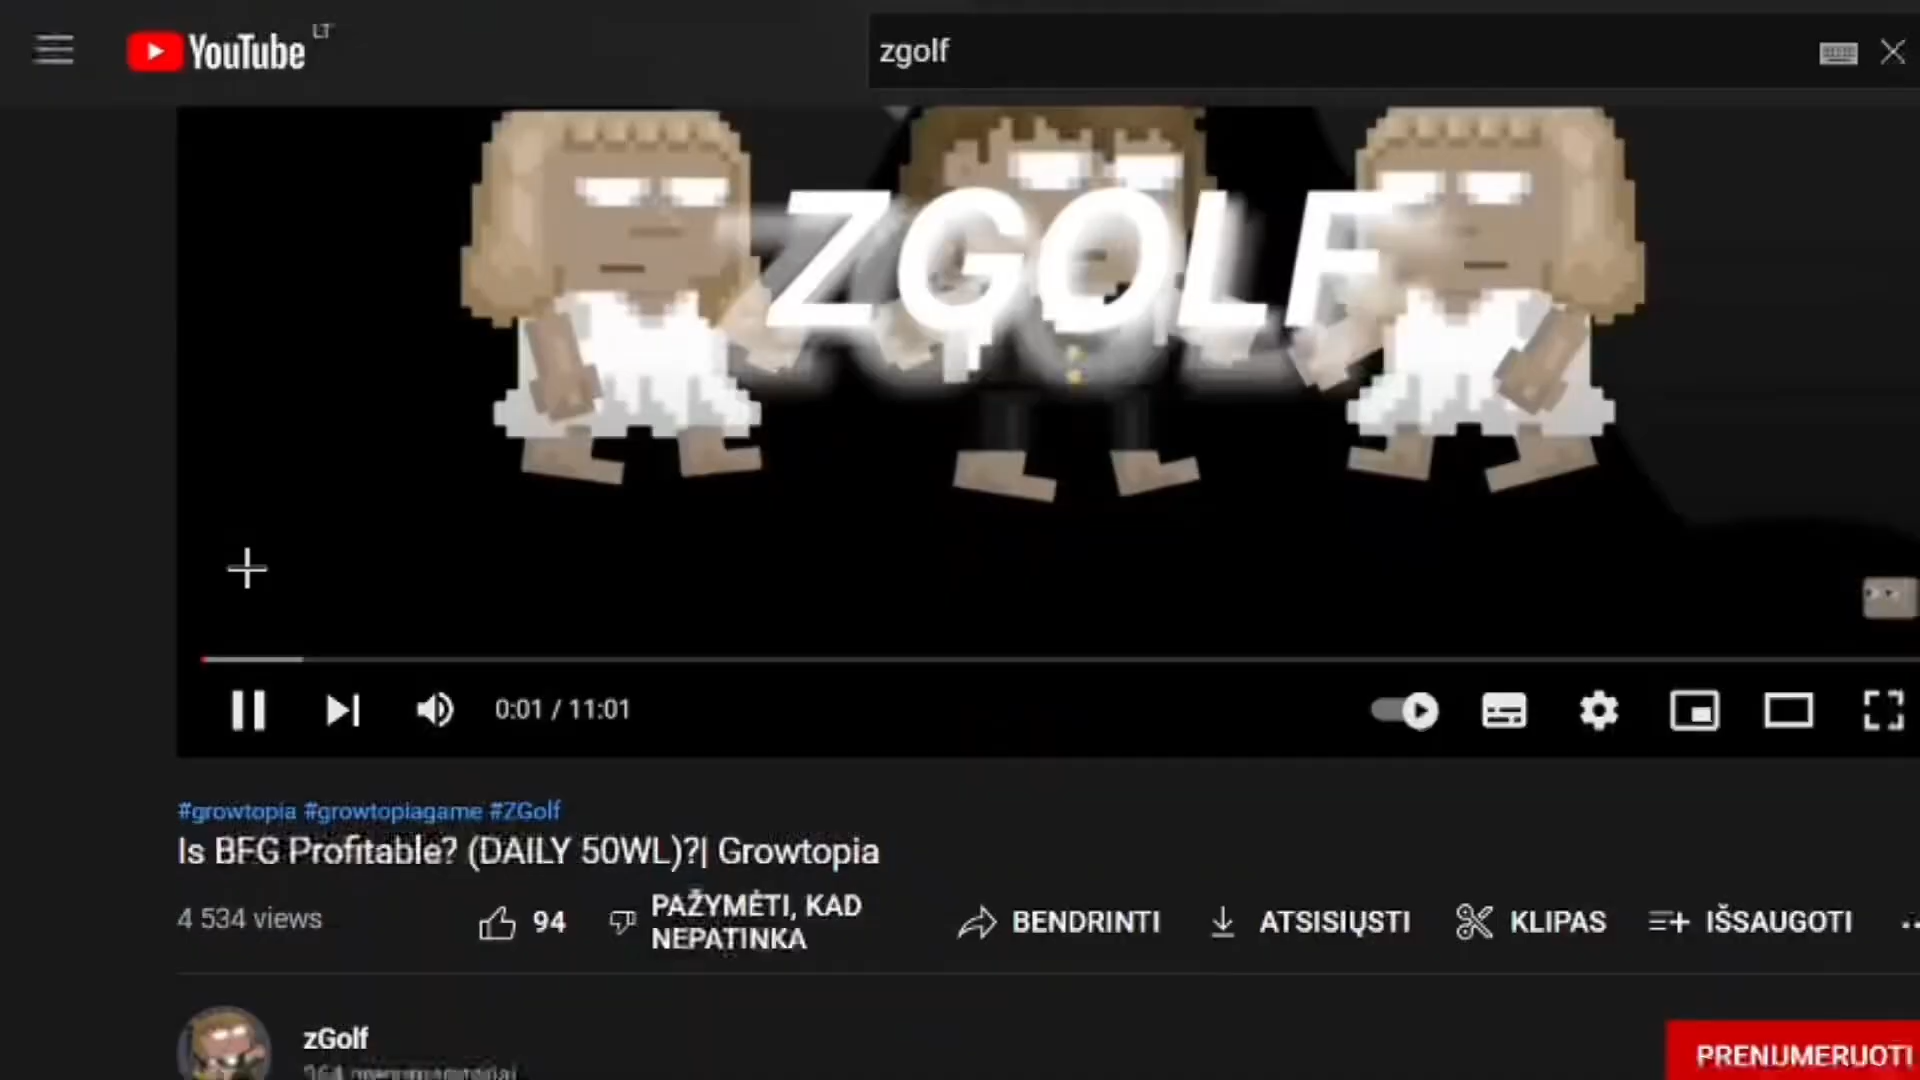 YouTube LT
zgolf
ZGOLF
0:01 / 11:01
#growtopia #growtopiagame #ZGolf
Is BFG Profitable? (DAILY 50WL)?| Growtopia
4 534 views
94
PAŽYMĖTI, KAD
NEPATINKA
BENDRINTI
ATSISIŲSTI
KLIPAS
IŠSAUGOTI
zGolf
PRENUMERUOTI